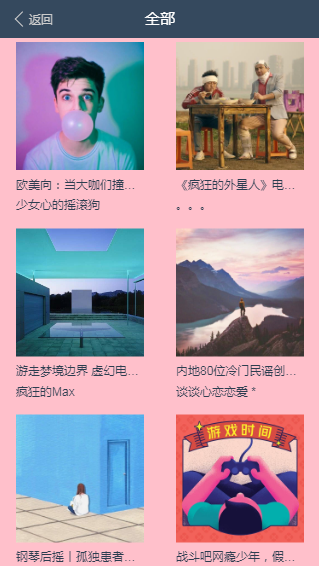 返回
全部
欧美向：当大咖们撞...
少女心的摇滚狗
《疯狂的外星人》电...
。。。
游走梦境边界 虚幻电...
疯狂的Max
内地80位冷门民谣创...
谈谈心恋恋爱 *
游戏时间
钢琴后摇丨孤独患者...
战斗吧网瘾少年，假...